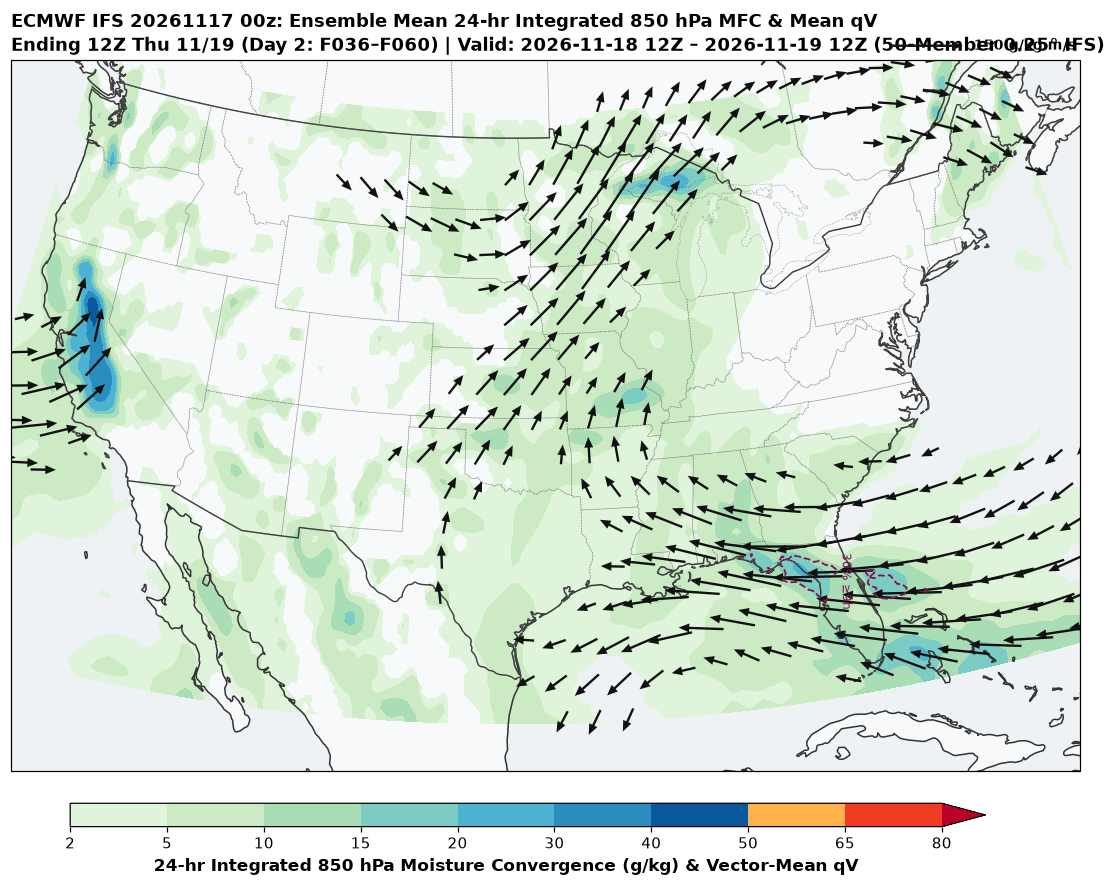 ECMWF IFS 20261117 00z: Ensemble Mean 24-hr Integrated 850 hPa MFC & Mean qV
Ending 12Z Thu 11/19 (Day 2: F036–F060) | Valid: 2026-11-18 12Z – 2026-11-19 12Z (50-Member 0.25° IFS)
2 5 10 15 20 30 40 50 65 80
24-hr Integrated 850 hPa Moisture Convergence (g/kg) & Vector-Mean qV